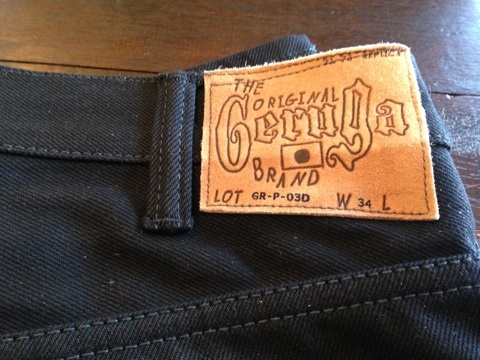 THE
ORIGINAL
Geruga
BRAND
LOT GR-P-03D W 34 L